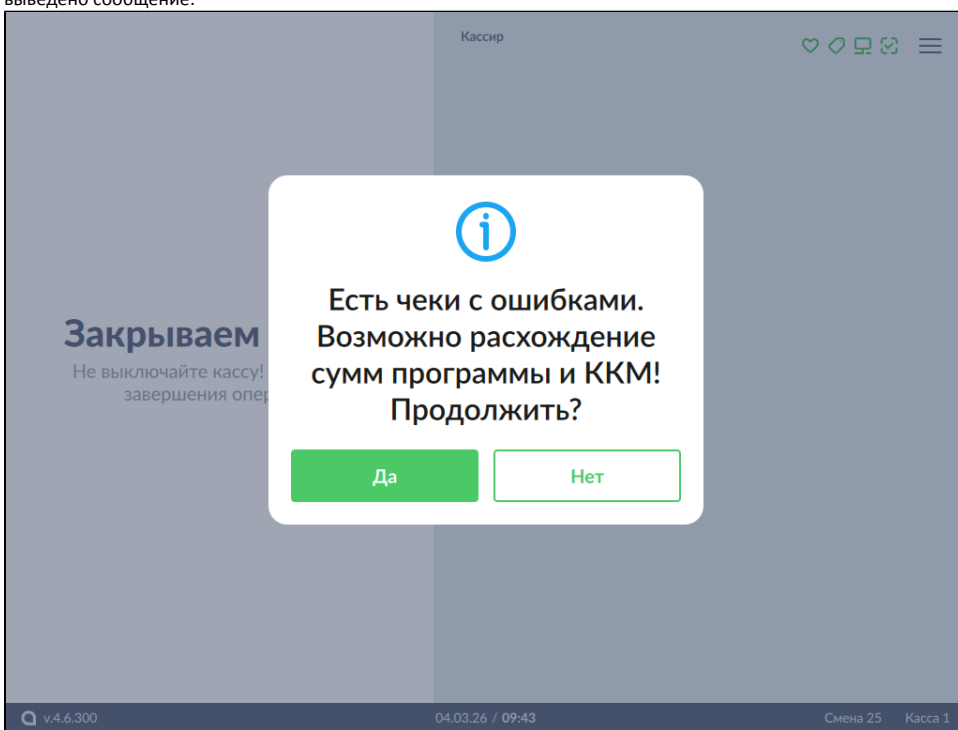 выведено сообщение:
Кассир
Закрываем
Не выключайте кассу!
завершения опер
Есть чеки с ошибками.
Возможно расхождение
сумм программы и ККМ!
Продолжить?
Да
Нет
v.4.6.300
04.03.26 / 09:43
Смена 25
Касса 1